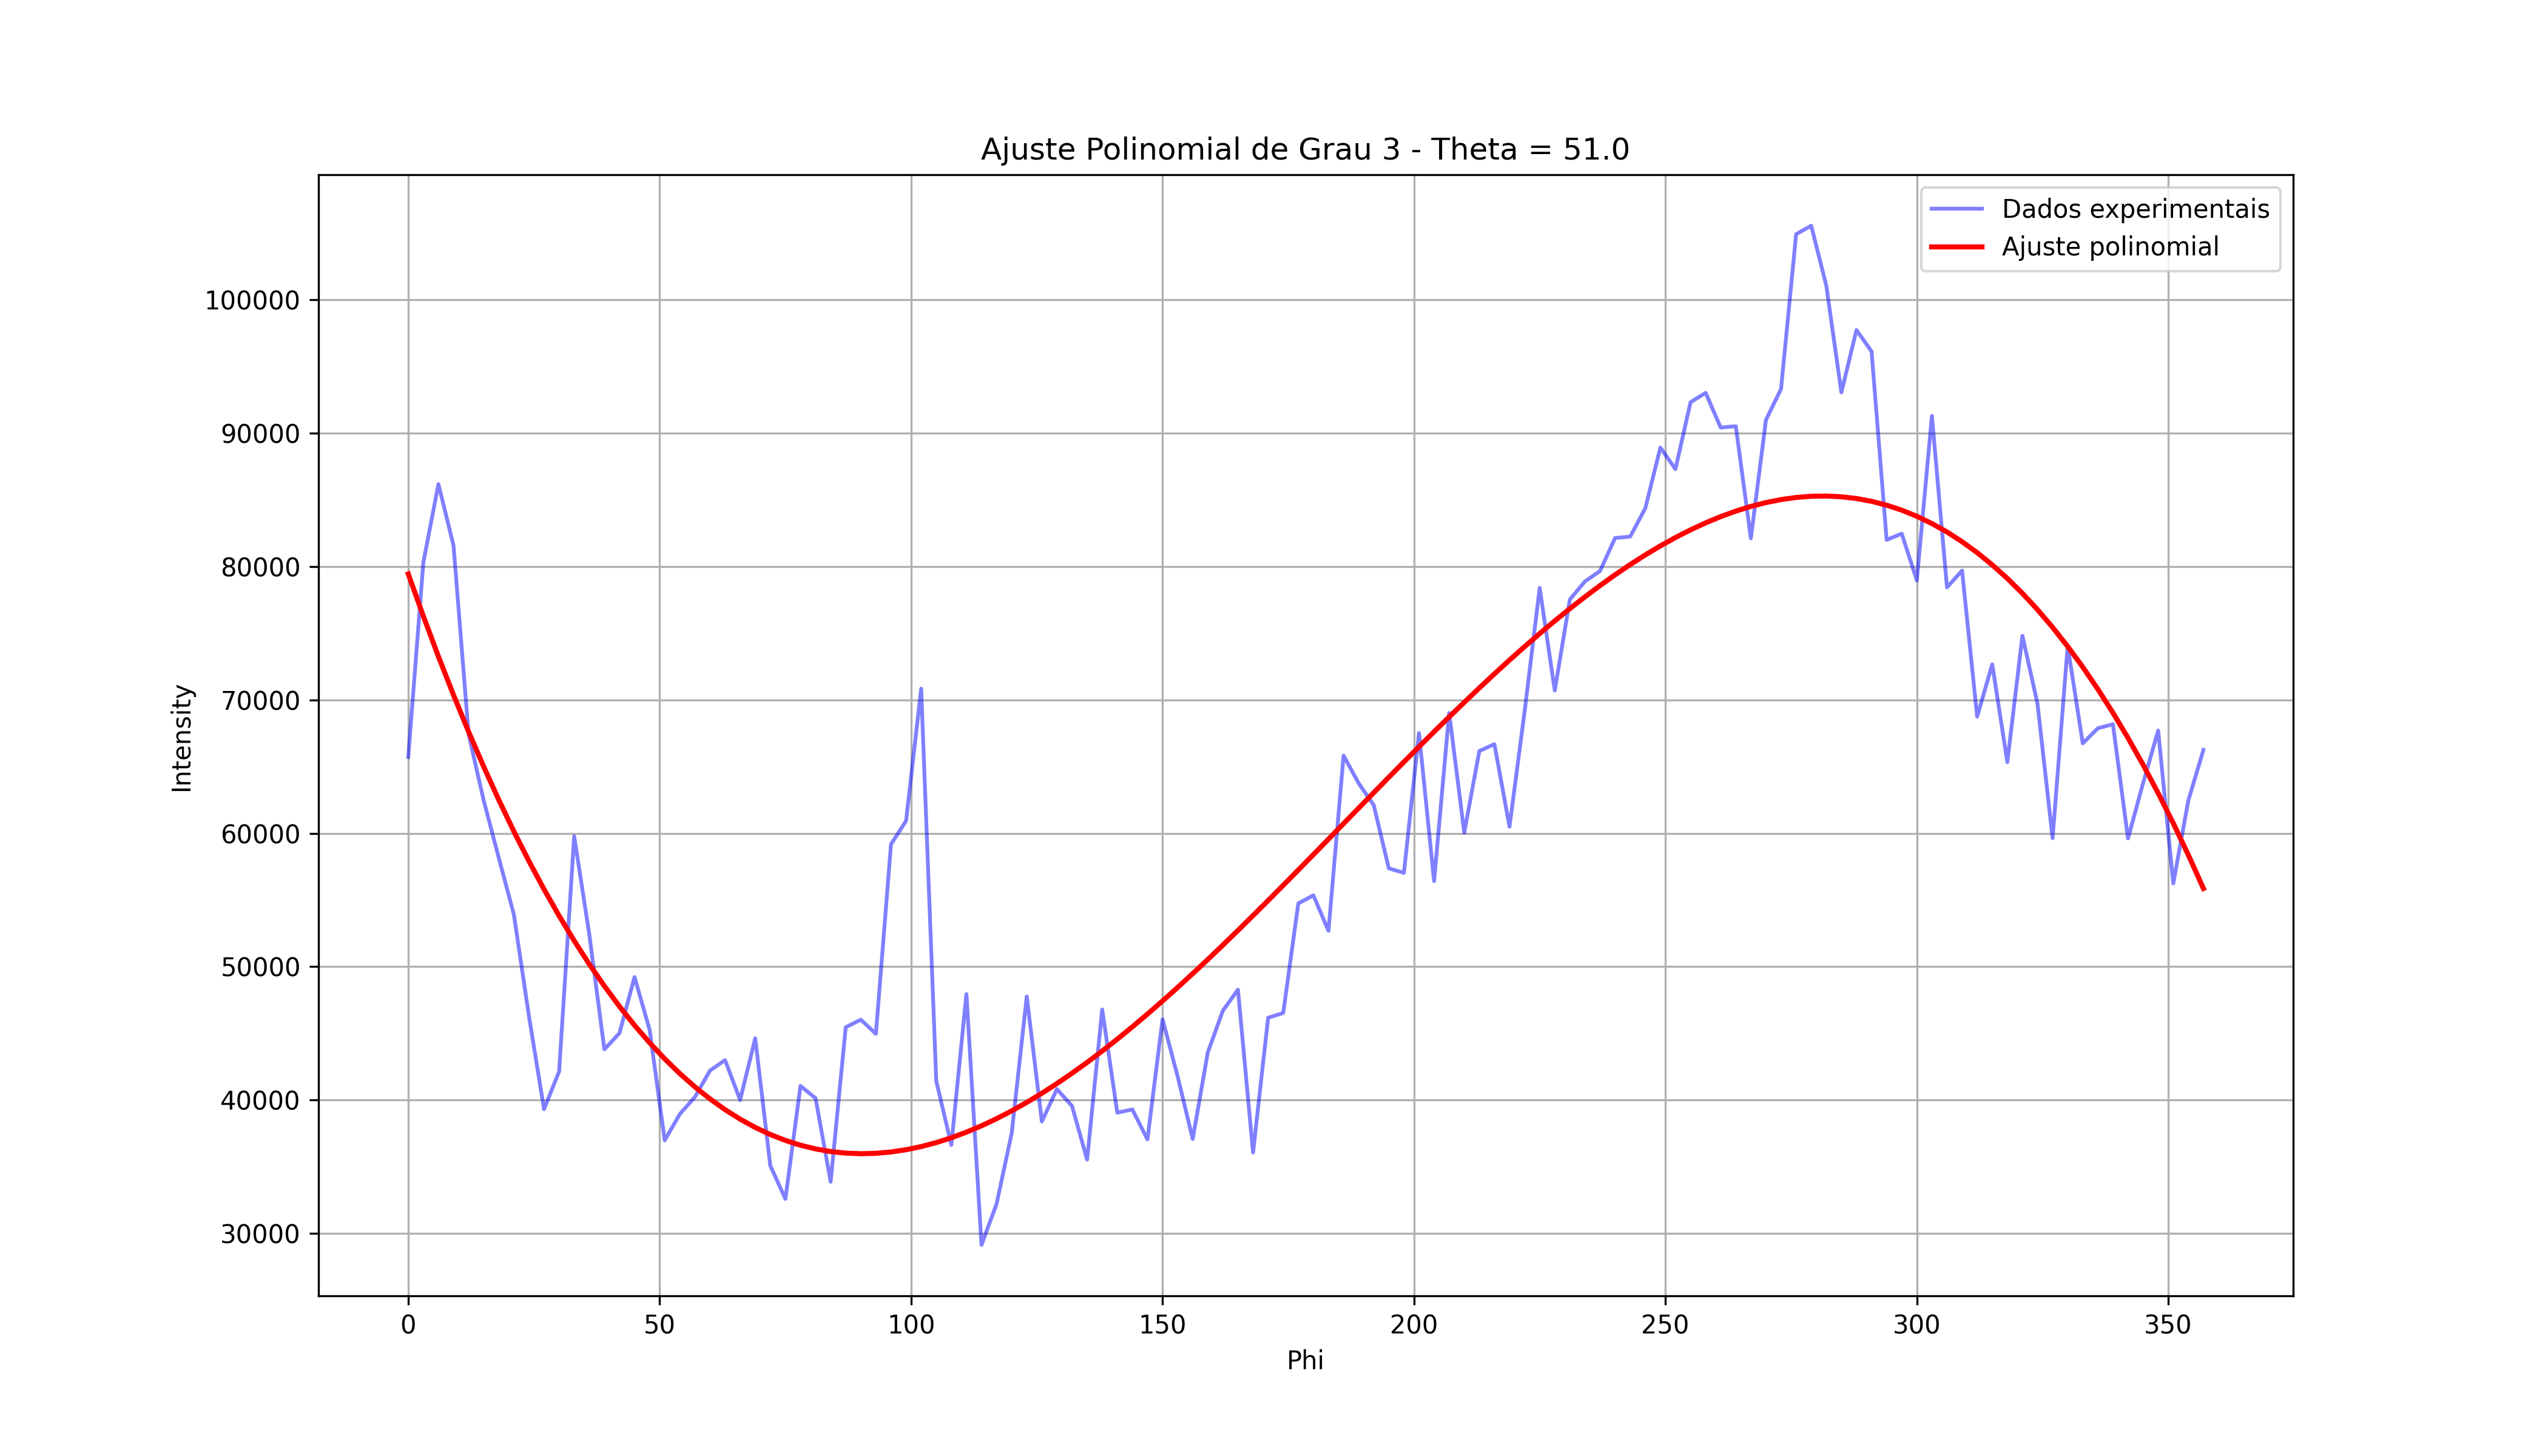 Ajuste Polinomial de Grau 3 - Theta = 51.0
Dados experimentais
Ajuste polinomial
Intensity
100000
90000
80000
70000
60000
50000
40000
30000
0 50 100 150 200 250 300 350
Phi